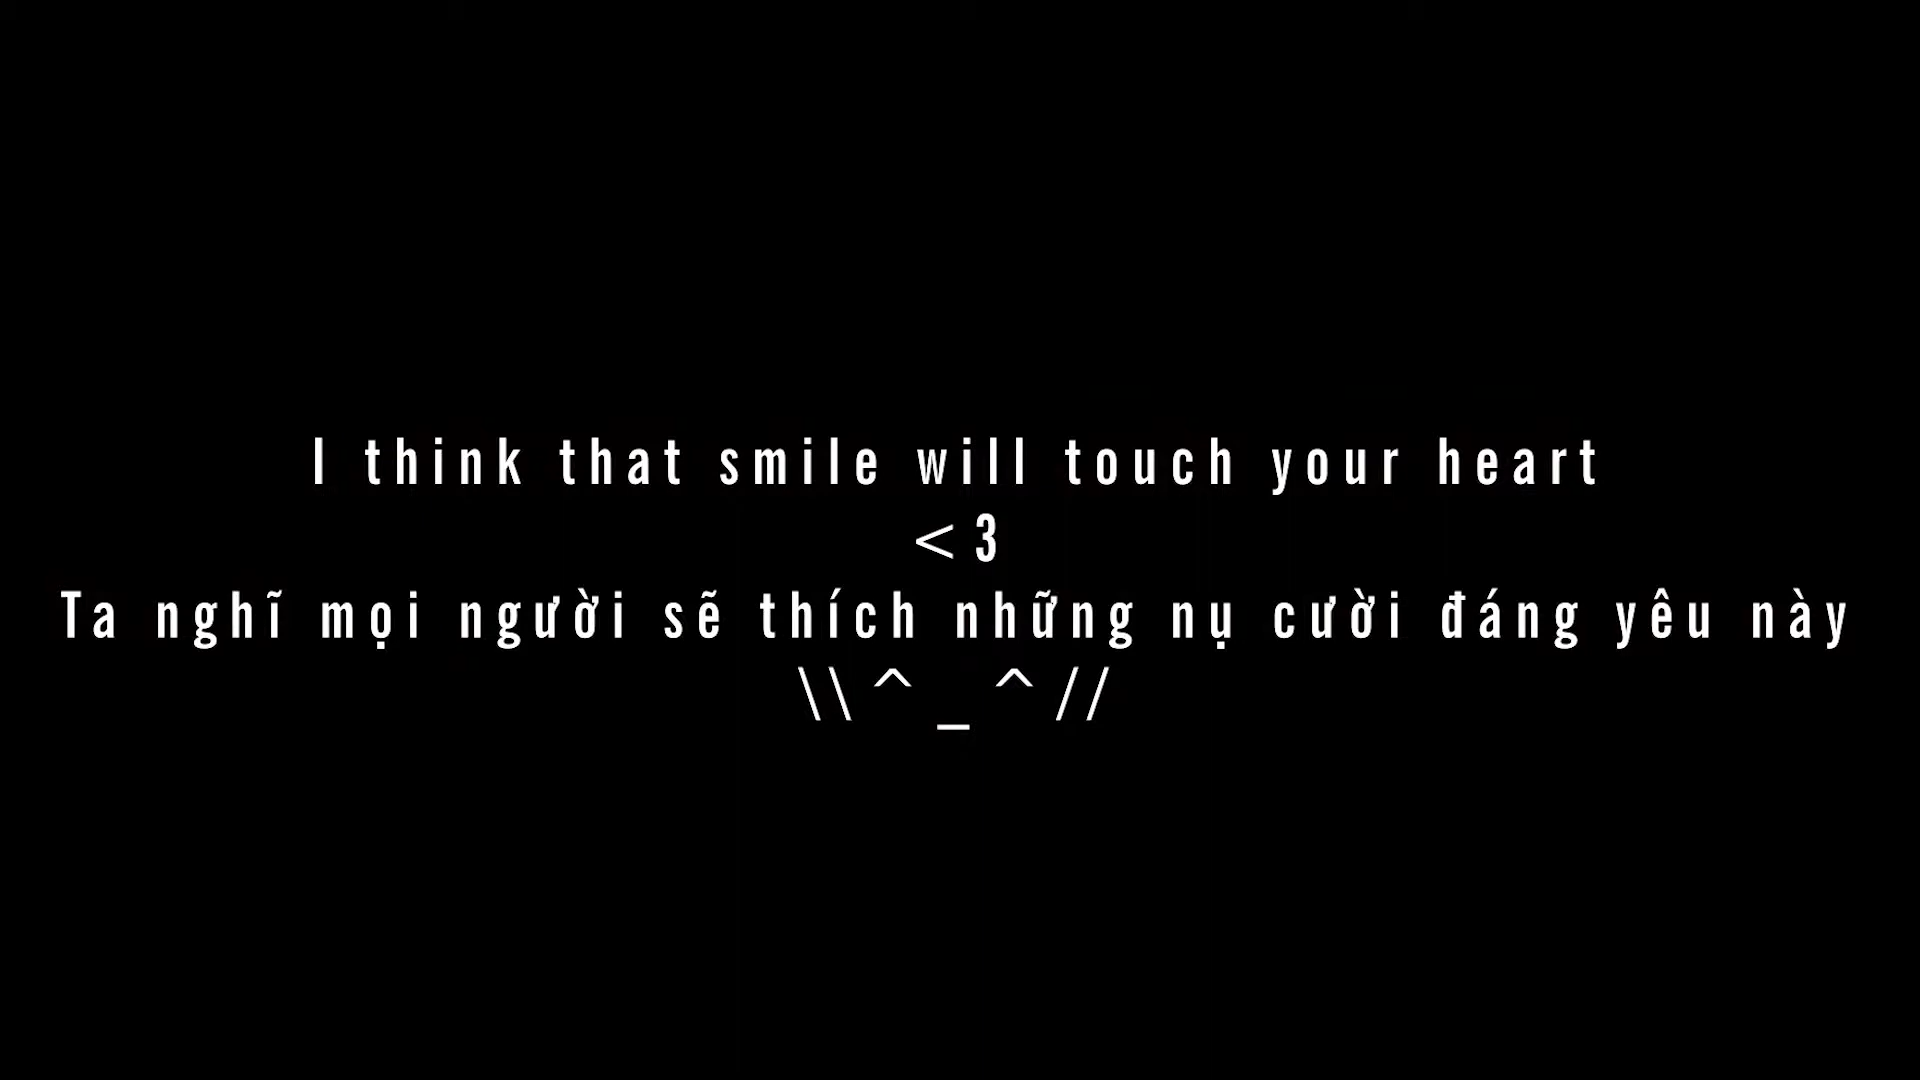 I think that smile will touch your heart
<3
Ta nghĩ mọi người sẽ thích những nụ cười đáng yêu này
\\^_^//